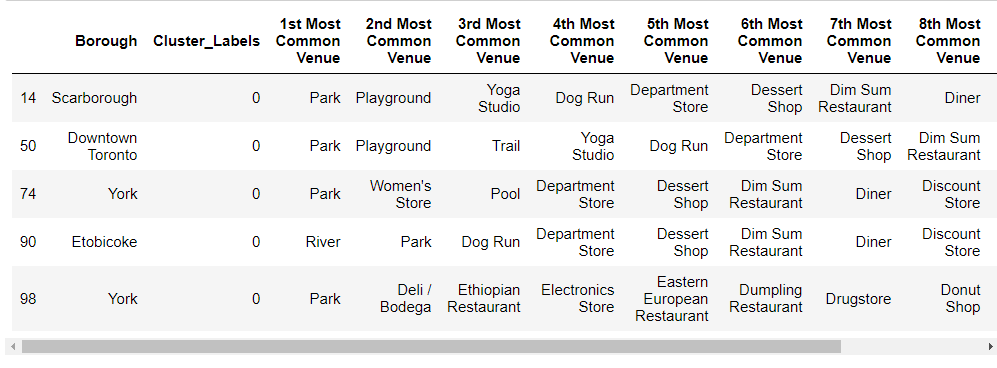 Borough Cluster_Labels 1st Most Common Venue 2nd Most Common Venue 3rd Most Common Venue 4th Most Common Venue 5th Most Common Venue 6th Most Common Venue 7th Most Common Venue 8th Most Common Venue
14 Scarborough 0 Park Playground Yoga Studio Dog Run Department Store Dessert Shop Dim Sum Restaurant Diner
50 Downtown Toronto 0 Park Playground Trail Yoga Studio Dog Run Department Store Dessert Shop Dim Sum Restaurant
74 York 0 Park Women's Store Pool Department Store Dessert Shop Dim Sum Restaurant Diner Discount Store
90 Etobicoke 0 River Park Dog Run Department Store Dessert Shop Dim Sum Restaurant Diner Discount Store
98 York 0 Park Deli / Bodega Ethiopian Restaurant Electronics Store Eastern European Restaurant Dumpling Restaurant Drugstore Donut Shop